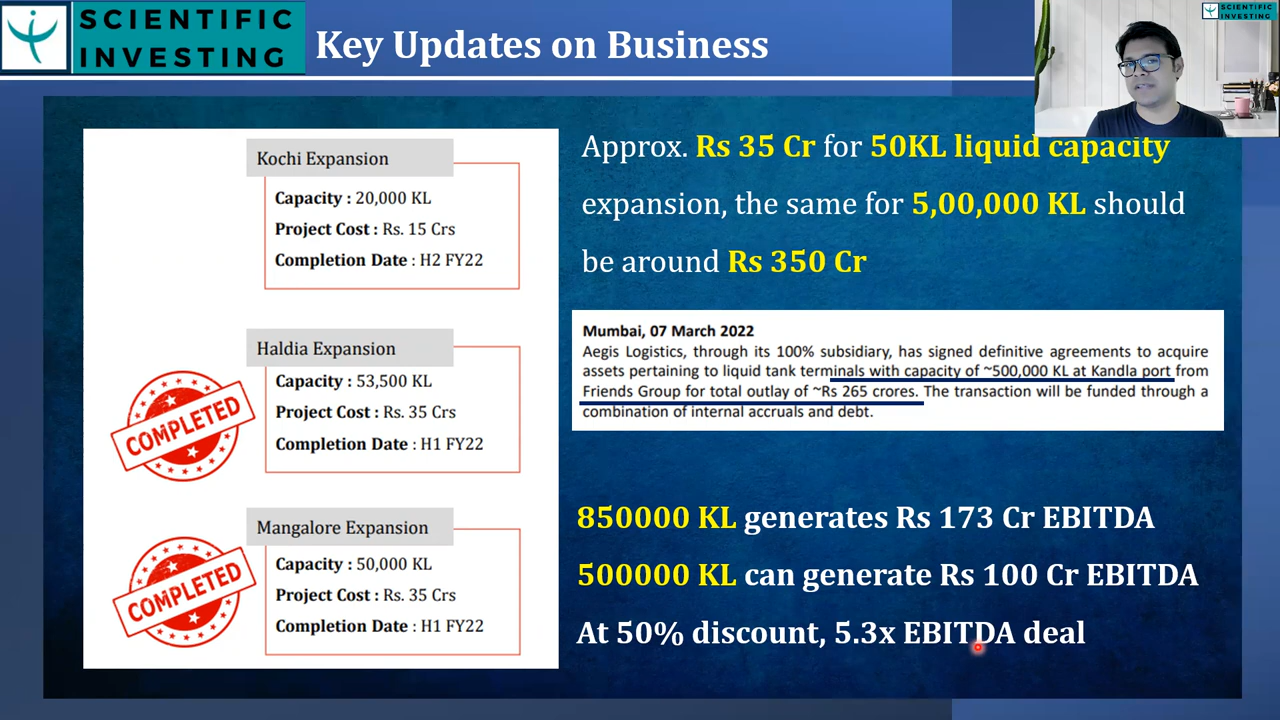 SCIENTIFIC
INVESTING
Key Updates on Business
SCIENTIFIC
INVESTING
Kochi Expansion
Capacity : 20,000 KL
Project Cost : Rs. 15 Crs
Completion Date : H2 FY22
Haldia Expansion
Capacity : 53,500 KL
Project Cost : Rs. 35 Crs
Completion Date : H1 FY22
COMPLETED
Mangalore Expansion
Capacity : 50,000 KL
Project Cost : Rs. 35 Crs
Completion Date : H1 FY22
COMPLETED
Approx. Rs 35 Cr for 50KL liquid capacity
expansion, the same for 5,00,000 KL should
be around Rs 350 Cr
Mumbai, 07 March 2022
Aegis Logistics, through its 100% subsidiary, has signed definitive agreements to acquire
assets pertaining to liquid tank terminals with capacity of ~500,000 KL at Kandla port from
Friends Group for total outlay of ~Rs 265 crores. The transaction will be funded through a
combination of internal accruals and debt.
850000 KL generates Rs 173 Cr EBITDA
500000 KL can generate Rs 100 Cr EBITDA
At 50% discount, 5.3x EBITDA deal